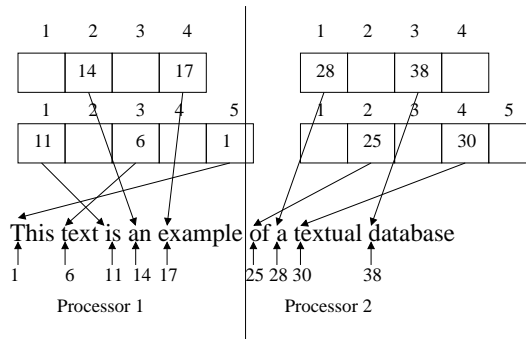 1 2 3 4 1 2 3 4
14 17 28 38
1 2 3 4 5 1 2 3 4 5
11 6 1 25 30
This text is an example of a textual database
1 6 11 14 17 25 28 30 38
Processor 1 Processor 2